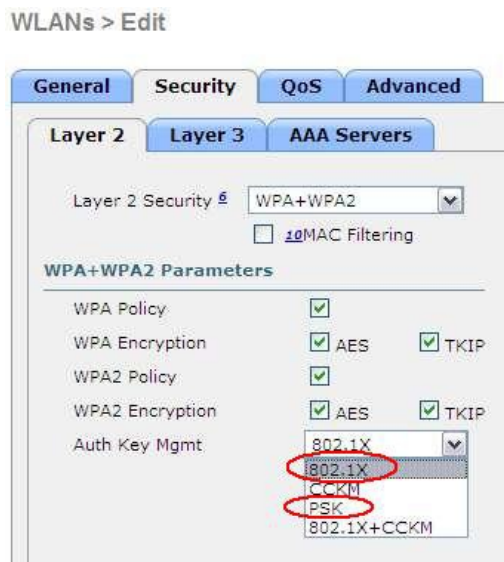 WLANs > Edit
General Security QoS Advanced
Layer 2 Layer 3 AAA Servers
Layer 2 Security 6 WPA+WPA2
10MAC Filtering
WPA+WPA2 Parameters
WPA Policy
WPA Encryption AES TKIP
WPA2 Policy
WPA2 Encryption AES TKIP
Auth Key Mgmt 802.1X
802.1X
CCKM
PSK
802.1X+CCKM